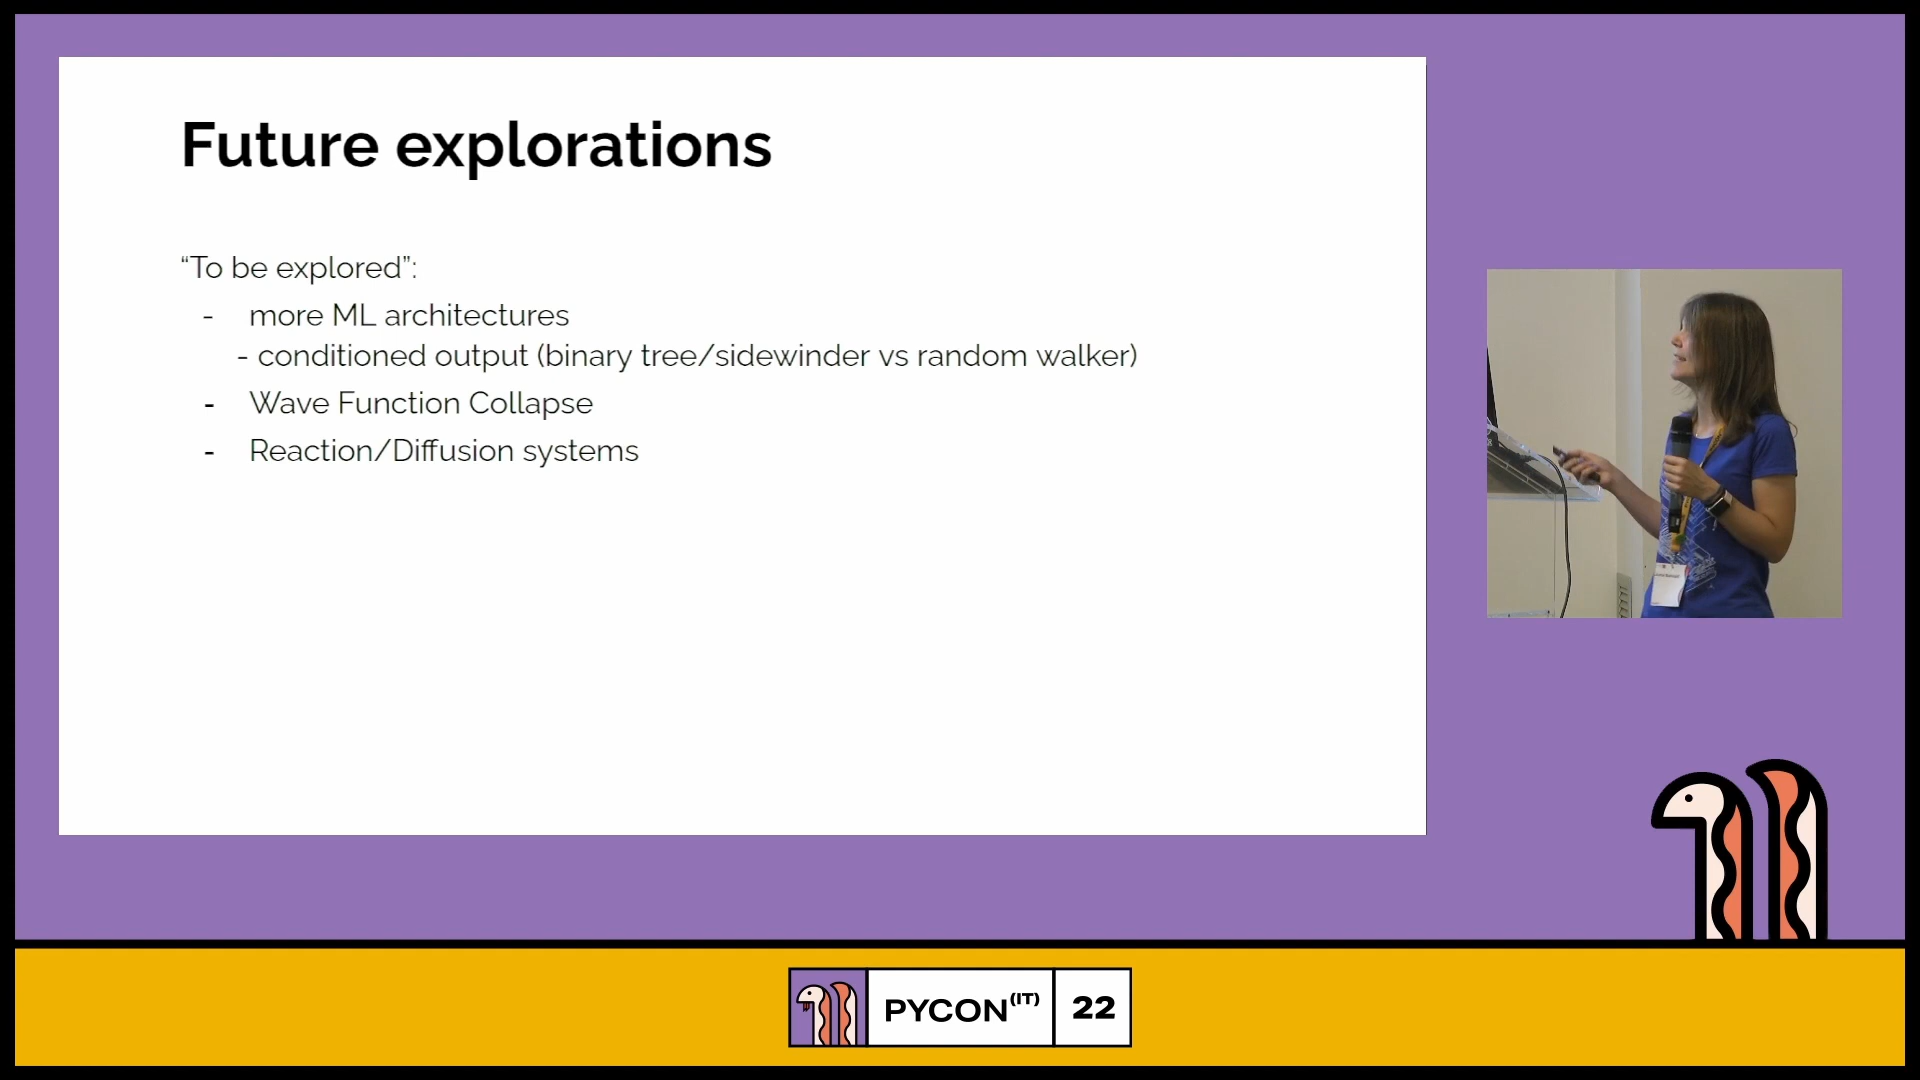 Future explorations
“To be explored”:
- more ML architectures
- conditioned output (binary tree/sidewinder vs random walker)
- Wave Function Collapse
- Reaction/Diffusion systems
PYCON(IT) 22